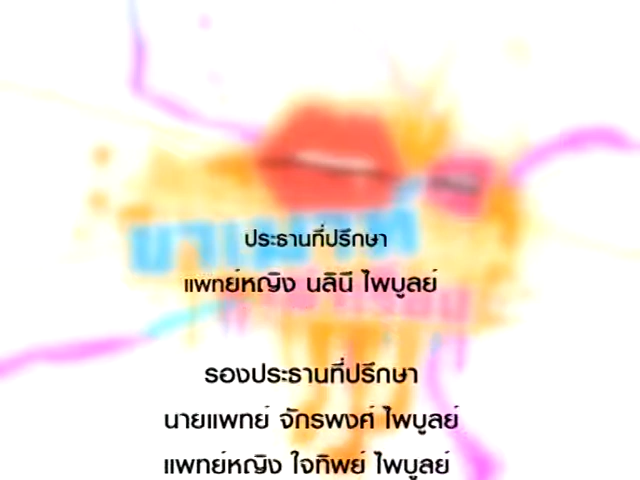 ประธานที่ปรึกษา
แพทย์หญิง นลินี ไพบูลย์
รองประธานที่ปรึกษา
นายแพทย์ จักรพงศ์ ไพบูลย์
แพทย์หญิง ใจทิพย์ ไพบูลย์